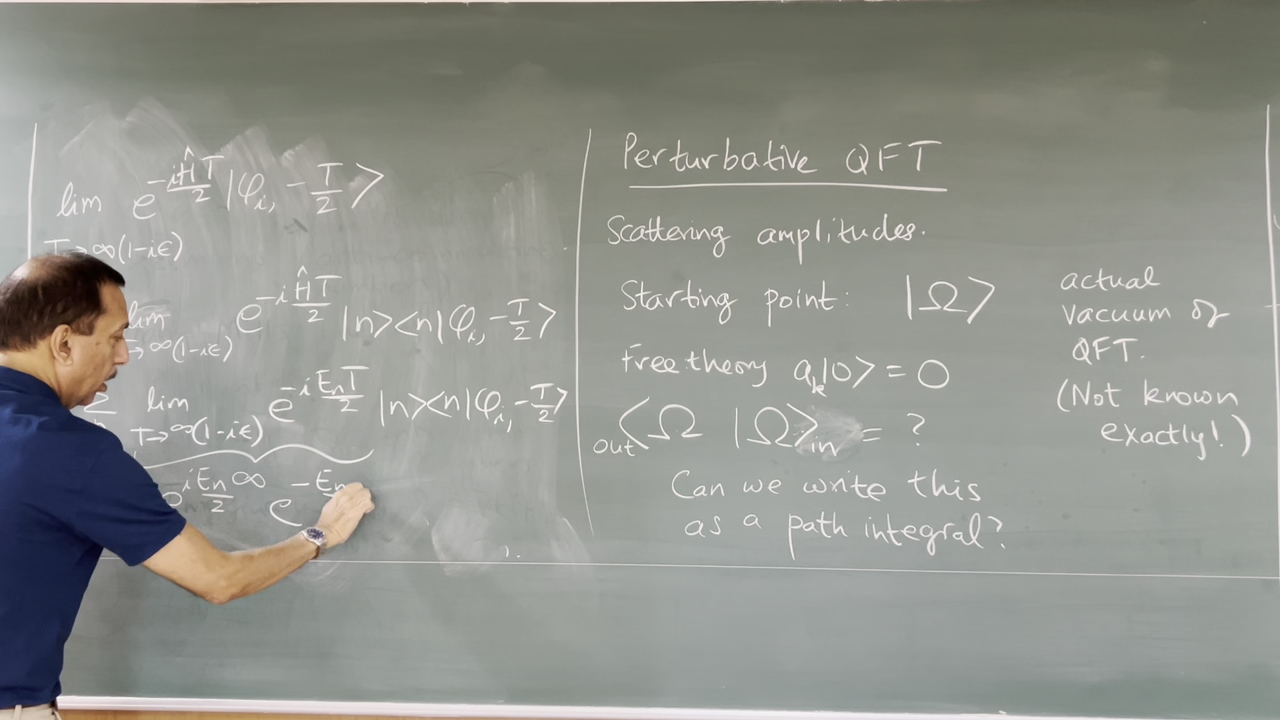 lim e^{-iĤT/2} |φ_i, -T/2>
T→∞(1-iϵ)
lim e^{-iĤT/2} |n><n|φ_i, -T/2>
→∞(1-iϵ)
Σ lim e^{-iE_nT/2} |n><n|φ_i, -T/2>
T→∞(1-iϵ)
e^{iE_n/2 ∞} e^{-E_n
Perturbative QFT
Scattering amplitudes.
Starting point: |Ω>
Free theory a_k|0> = 0
out<Ω |Ω>in = ?
Can we write this
as a path integral?
actual
vacuum of
QFT.
(Not known
exactly!)